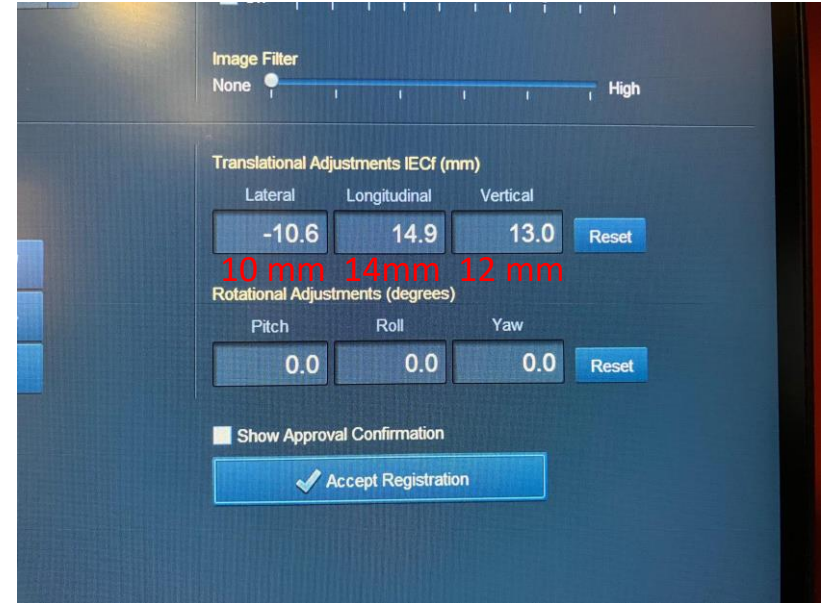 Image Filter
None High
Translational Adjustments IECf (mm)
Lateral Longitudinal Vertical
-10.6 14.9 13.0 Reset
10 mm 14mm 12 mm
Rotational Adjustments (degrees)
Pitch Roll Yaw
0.0 0.0 0.0 Reset
Show Approval Confirmation
Accept Registration